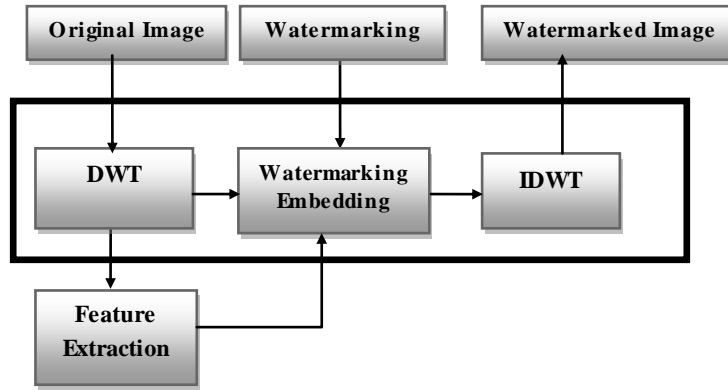 Original Image
Watermarking
Watermarked Image
DWT
Watermarking
Embedding
IDWT
Feature
Extraction